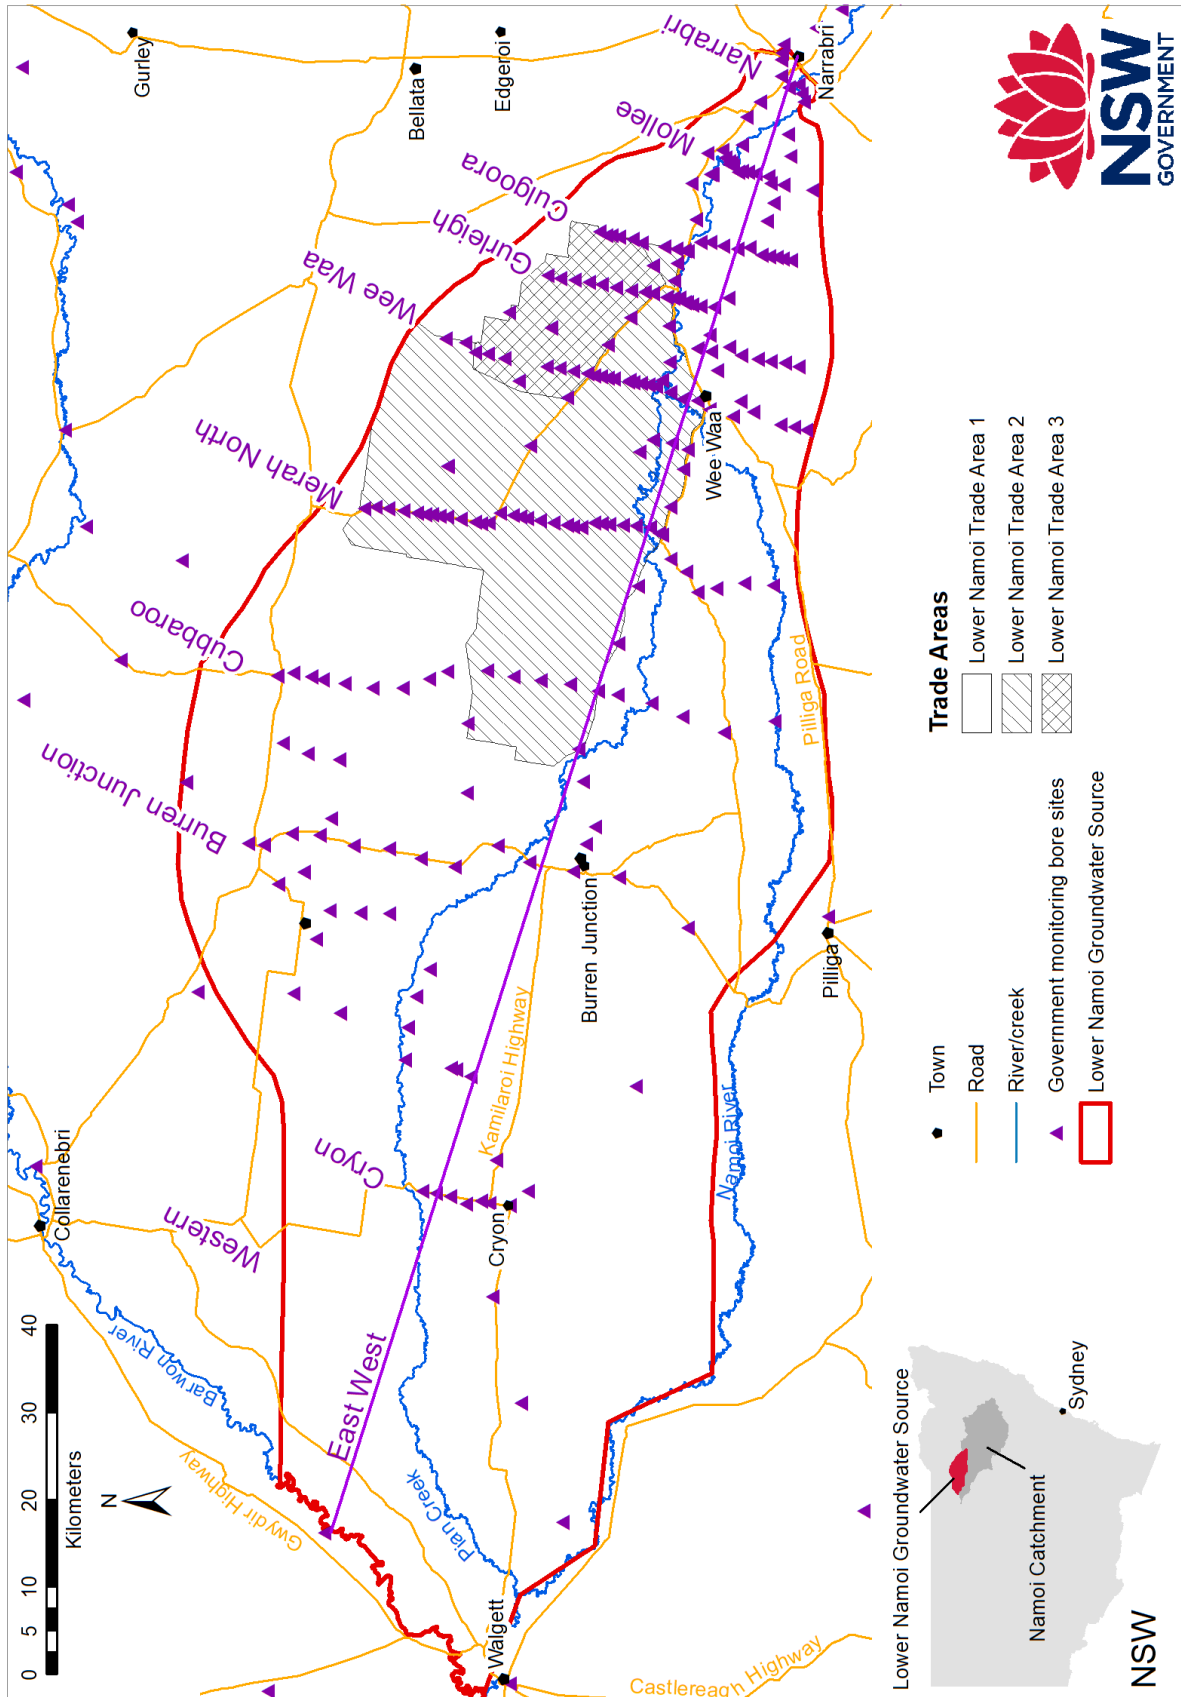 Gurley
Bellata
Edgeroi
Narrabri
Narrabri
Mollee
Culgoora
Gurleigh
Wee Waa
Merah North
Cubbaroo
Burren Junction
Cryon
Western
East West
Collarenebri
Barwon River
Gwydir Highway
Pian Creek
Walgett
Castlereagh Highway
Cryon
Kamilaroi Highway
Burren Junction
Namoi River
Pilliga
Pilliga Road
Wee Waa
0 5 10 20 30 40
Kilometers
N
Lower Namoi Groundwater Source
Namoi Catchment
Sydney
NSW
Town
Road
River/creek
Government monitoring bore sites
Lower Namoi Groundwater Source
Trade Areas
Lower Namoi Trade Area 1
Lower Namoi Trade Area 2
Lower Namoi Trade Area 3
NSW
GOVERNMENT